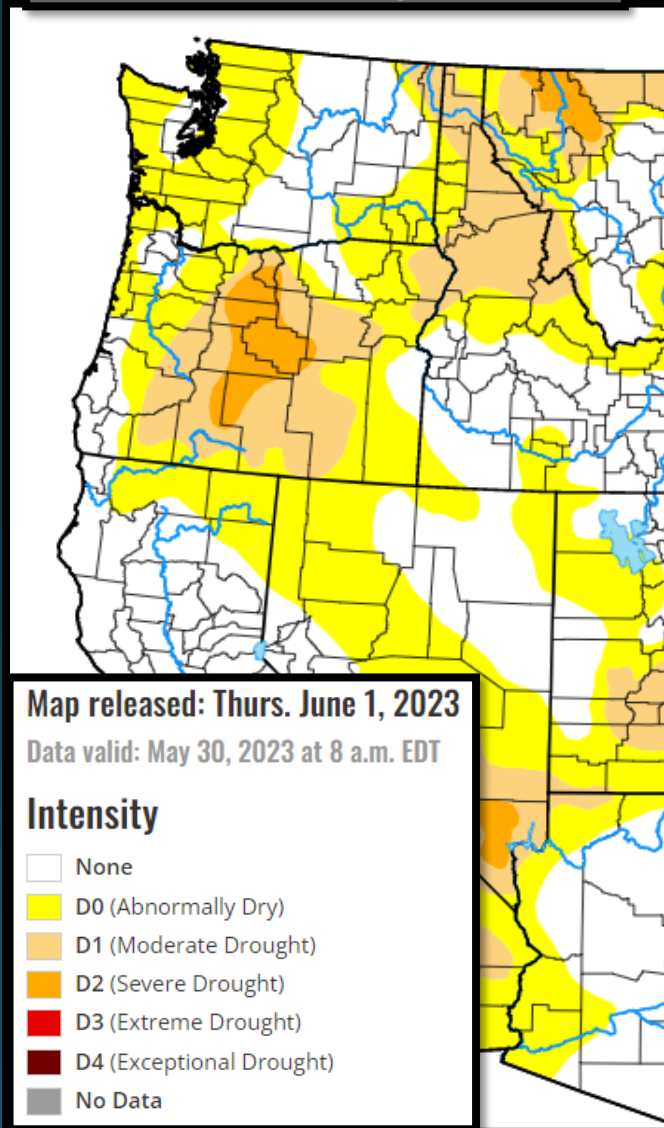 Map released: Thurs. June 1, 2023
Data valid: May 30, 2023 at 8 a.m. EDT
Intensity
None
D0 (Abnormally Dry)
D1 (Moderate Drought)
D2 (Severe Drought)
D3 (Extreme Drought)
D4 (Exceptional Drought)
No Data